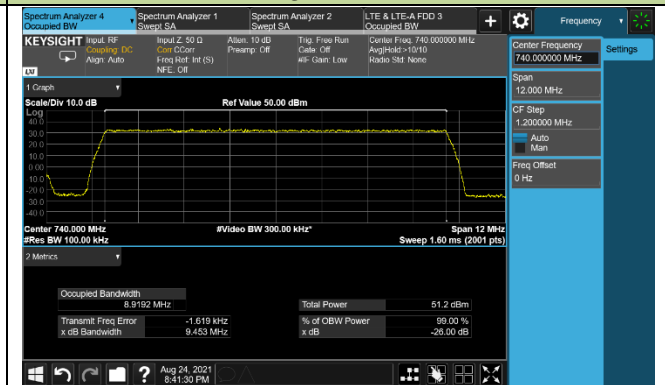 Spectrum Analyzer 4
Occupied BW
Spectrum Analyzer 1
Swept SA
Spectrum Analyzer 2
Swept SA
LTE & LTE-A FDD 3
Occupied BW
Frequency
KEYSIGHT
Input: RF
Coupling: DC
Align: Auto
Input Z: 50 Ω
Corr CCorr
Freq Ref: Int (S)
NFE: Off
Atten: 10 dB
Preamp: Off
Trig: Free Run
Gate: Off
#IF Gain: Low
Center Freq: 740.000000 MHz
Avg|Hold:>10/10
Radio Std: None
LXI
1 Graph
Scale/Div 10.0 dB
Ref Value 50.00 dBm
Log
40.0
30.0
20.0
10.0
0.00
-10.0
-20.0
-30.0
-40.0
Center 740.000 MHz
#Video BW 300.00 kHz*
Span 12 MHz
#Res BW 100.00 kHz
Sweep 1.60 ms (2001 pts)
2 Metrics
Occupied Bandwidth
8.9192 MHz
Total Power
51.2 dBm
Transmit Freq Error
-1.619 kHz
% of OBW Power
99.00 %
x dB Bandwidth
9.453 MHz
x dB
-26.00 dB
Aug 24, 2021
8:41:30 PM
Center Frequency
740.000000 MHz
Settings
Span
12.000 MHz
CF Step
1.200000 MHz
Auto
Man
Freq Offset
0 Hz